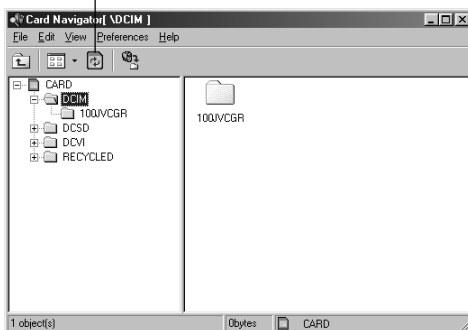 Card Navigator[ \DCIM ]
File Edit View Preferences Help
CARD
DCIM
100JVCGR
DCSD
DCVI
RECYCLED
100JVCGR
1 object(s) 0bytes CARD